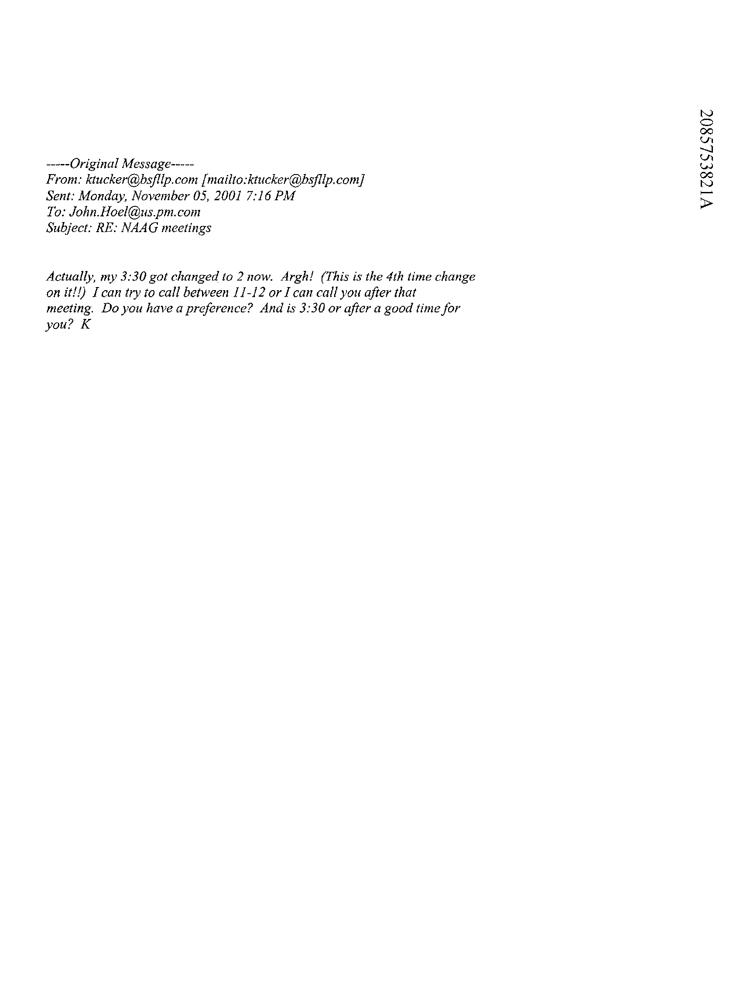 2085753821A
-----Original Message-----
From: ktucker@bsfllp.com [mailto:ktucker@bsfllp.com]
Sent: Monday, November 05, 2001 7:16 PM
To: John.Hoel@us.pm.com
Subject: RE: NAAG meetings
Actually, my 3:30 got changed to 2 now.  Argh!  (This is the 4th time change
on it!!)  I can try to call between 11-12 or I can call you after that
meeting.  Do you have a preference?  And is 3:30 or after a good time for
you?  K